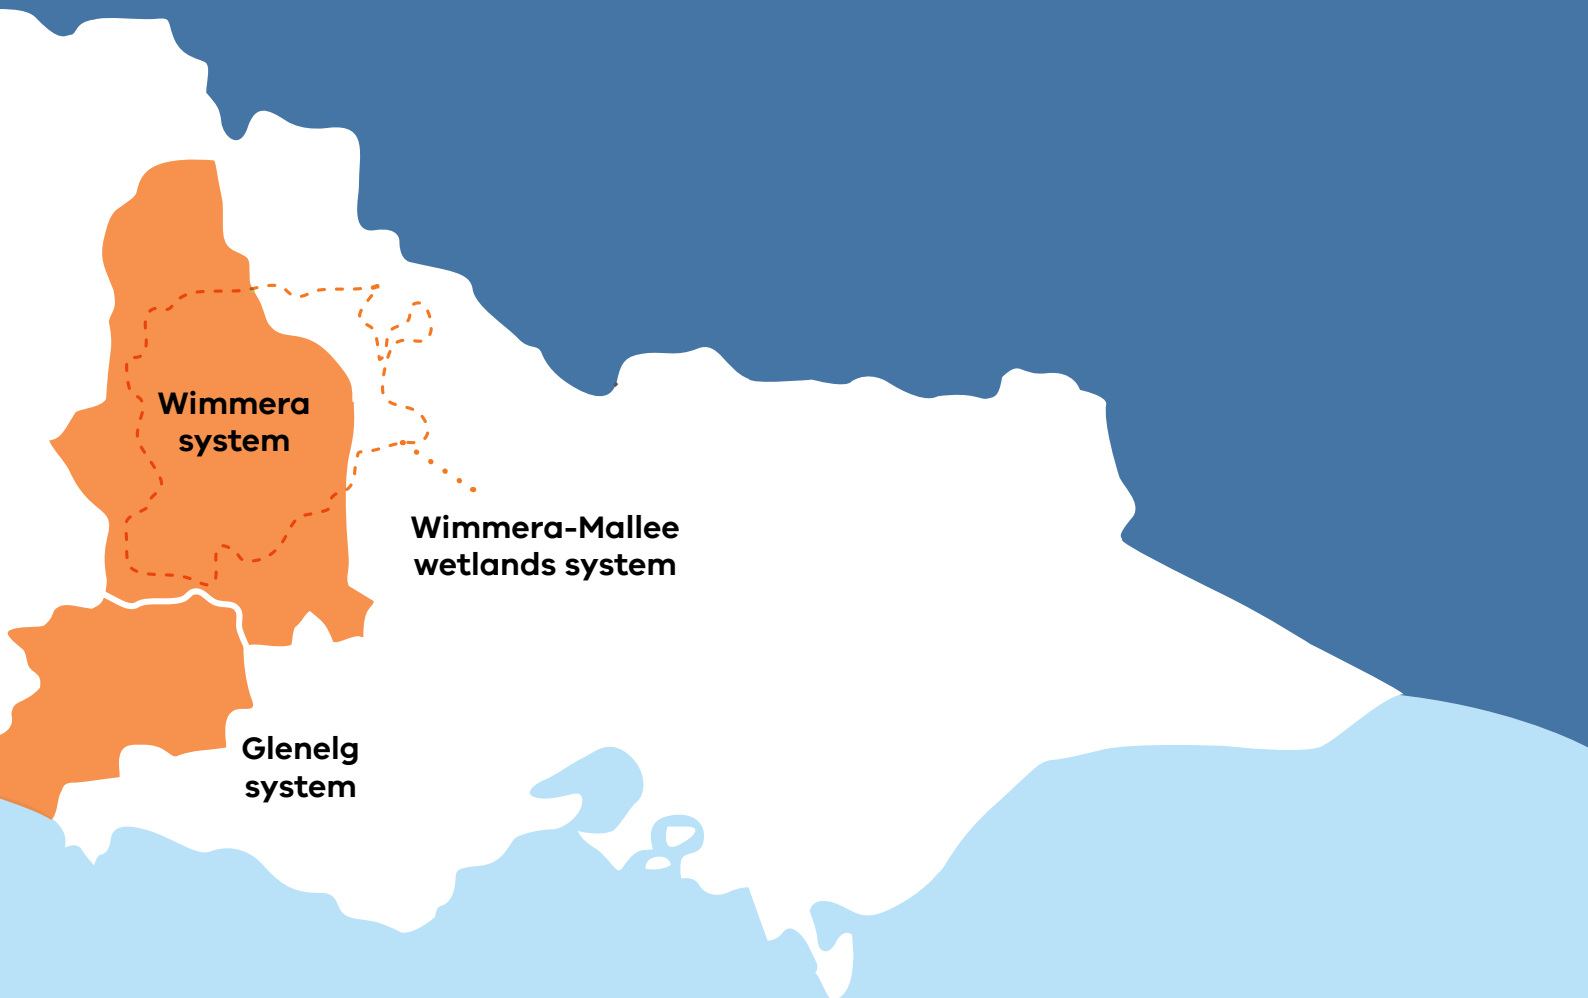 Wimmera
system
Wimmera-Mallee
wetlands system
Glenelg
system